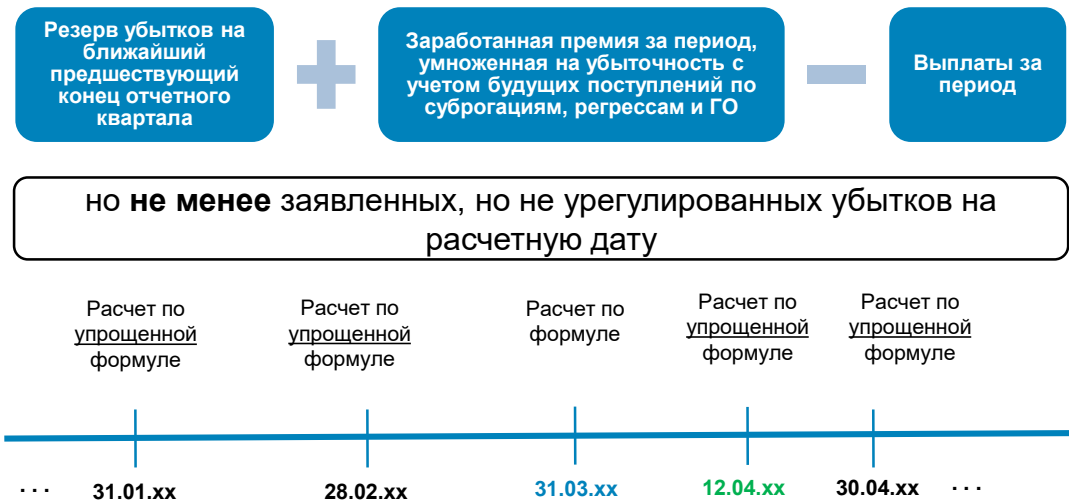 Резерв убытков на
ближайший
предшествующий
конец отчетного
квартала
Заработанная премия за период,
умноженная на убыточность с
учетом будущих поступлений по
суброгациям, регрессам и ГО
Выплаты за
период
но не менее заявленных, но не урегулированных убытков на
расчетную дату
Расчет по
упрощенной
формуле
Расчет по
упрощенной
формуле
Расчет по
формуле
Расчет по
упрощенной
формуле
Расчет по
упрощенной
формуле
... 31.01.xx 28.02.xx 31.03.xx 12.04.xx 30.04.xx ...